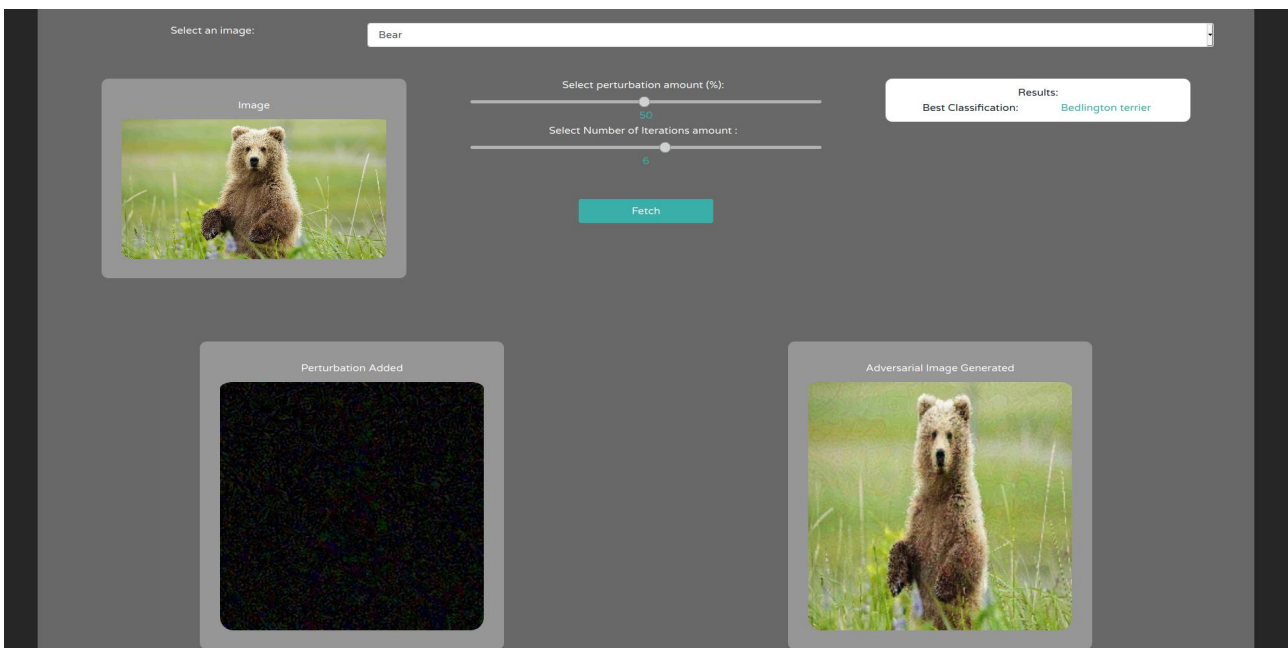 Select an image:
Bear
Image
Select perturbation amount (%):
50
Select Number of Iterations amount :
6
Fetch
Results:
Best Classification: Bedlington terrier
Perturbation Added
Adversarial Image Generated